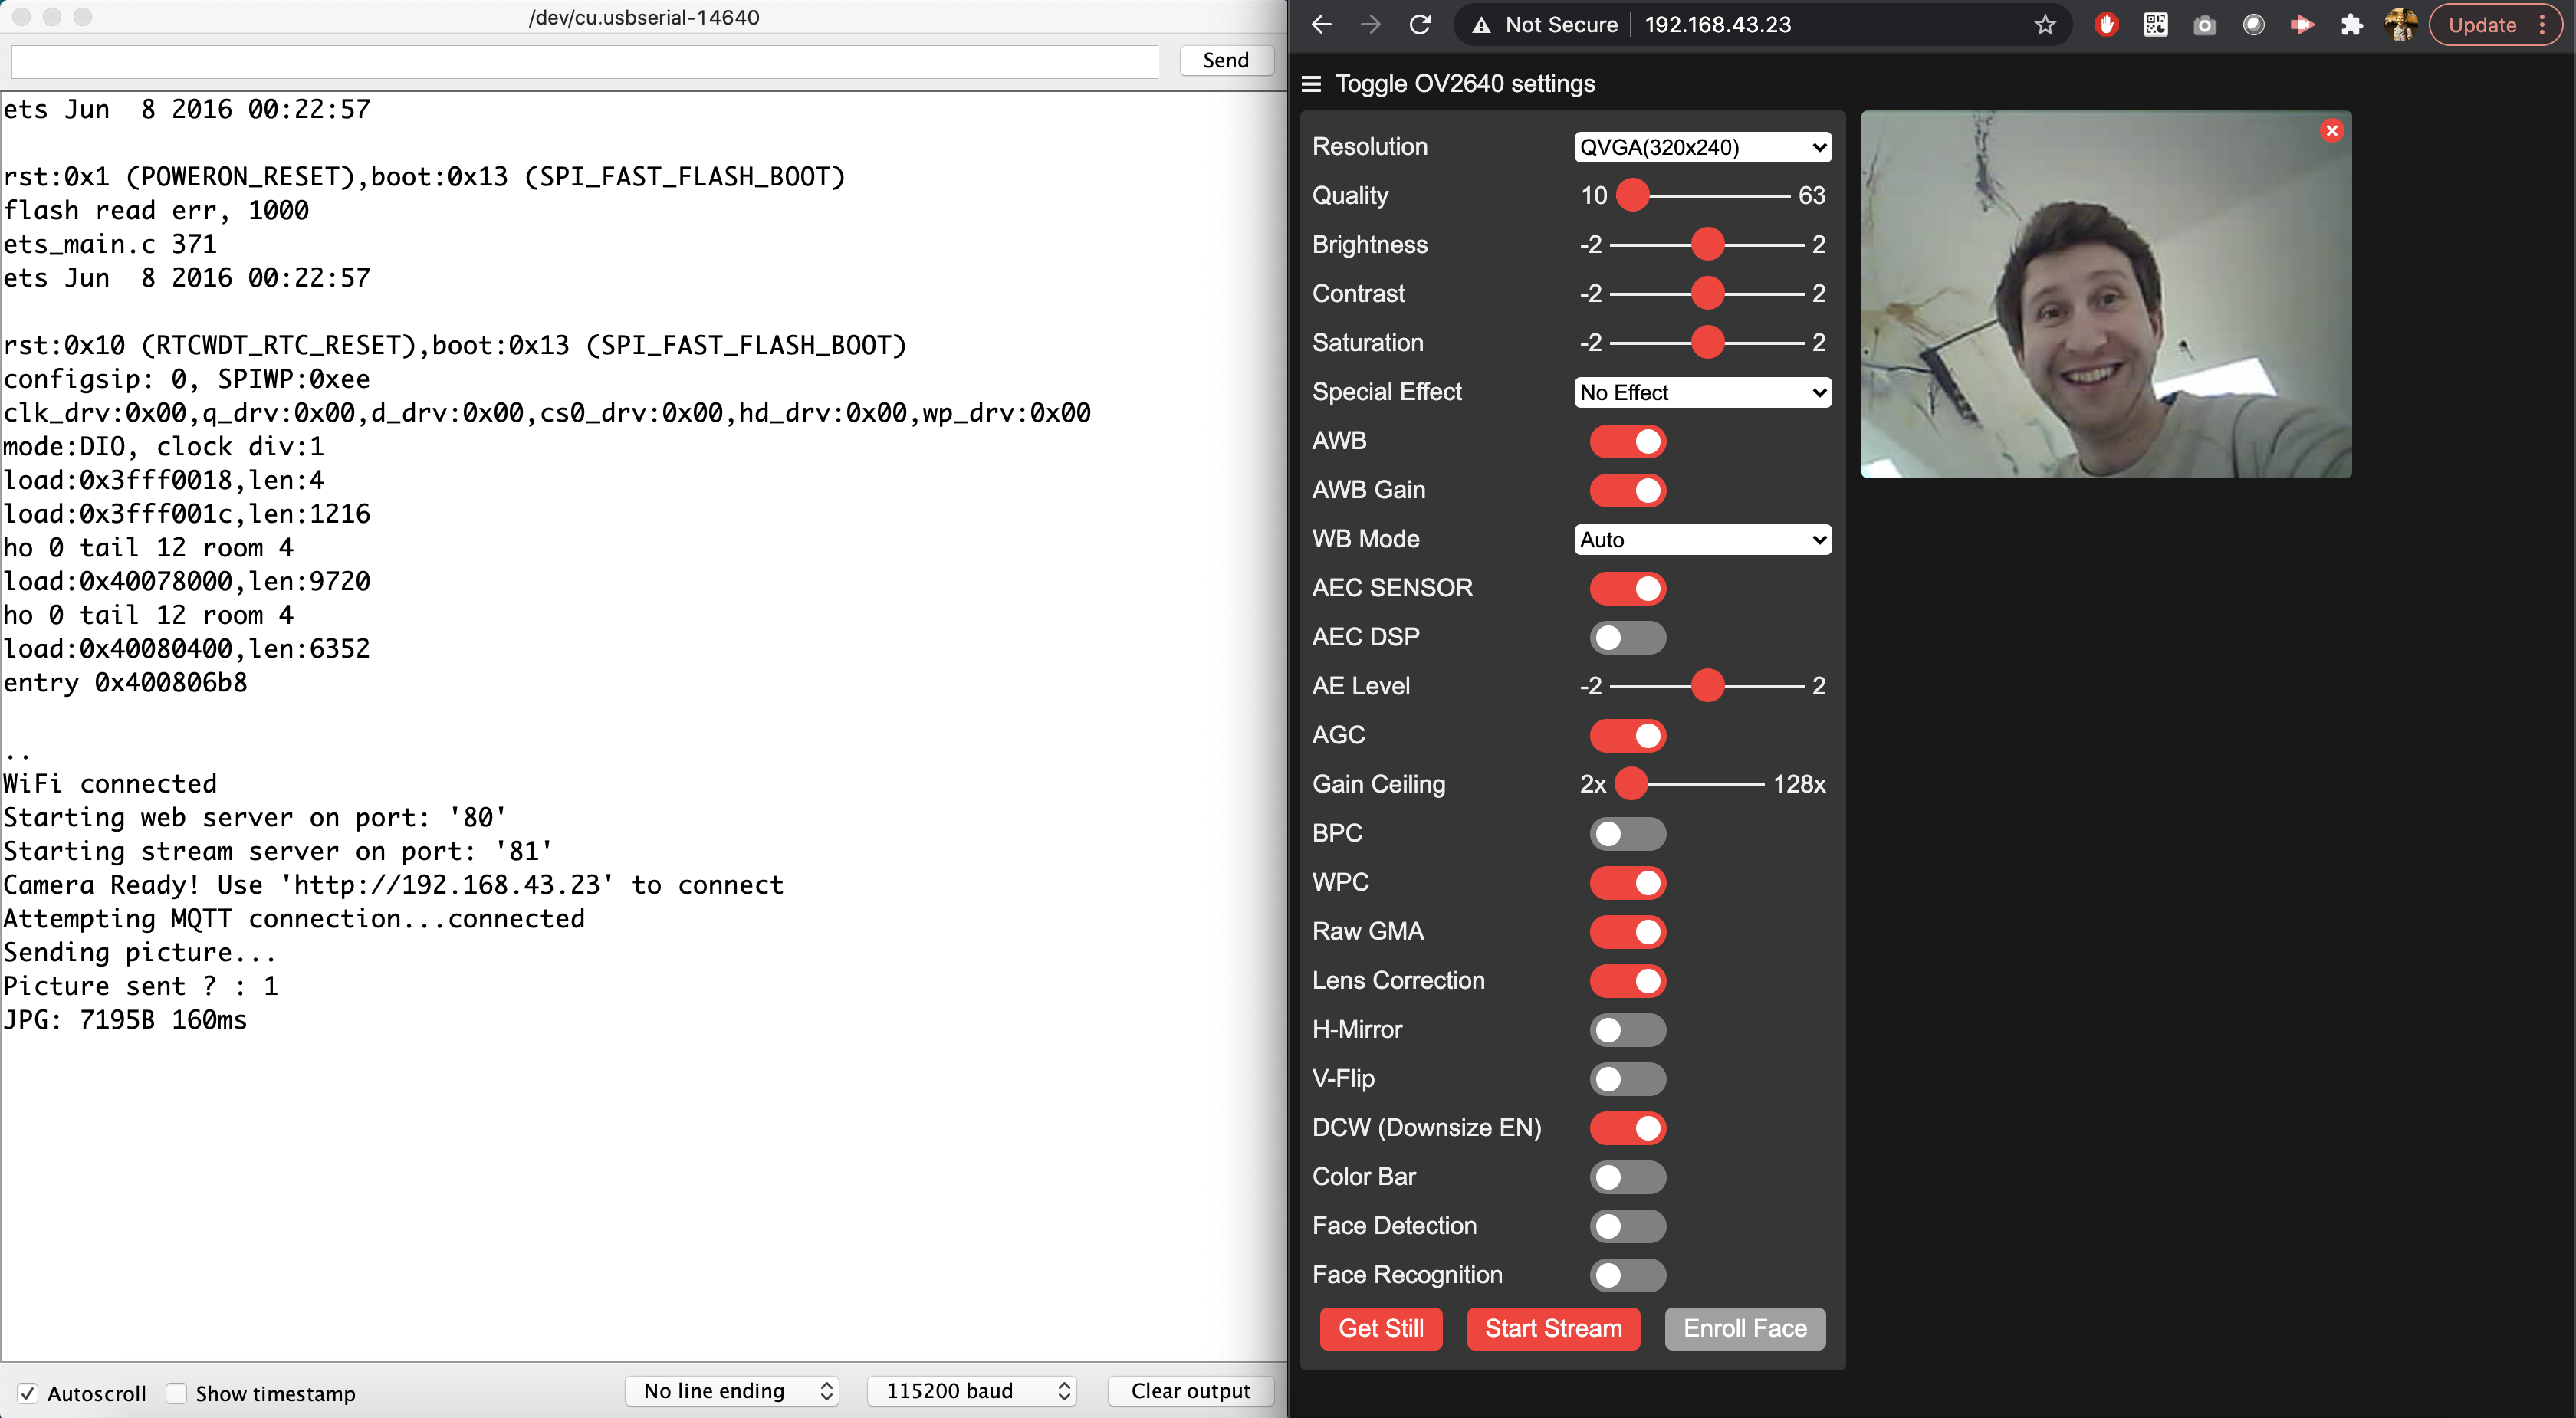 /dev/cu.usbserial-14640
Send
ets Jun  8 2016 00:22:57
rst:0x1 (POWERON_RESET),boot:0x13 (SPI_FAST_FLASH_BOOT)
flash read err, 1000
ets_main.c 371
ets Jun  8 2016 00:22:57
rst:0x10 (RTCWDT_RTC_RESET),boot:0x13 (SPI_FAST_FLASH_BOOT)
configsip: 0, SPIWP:0xee
clk_drv:0x00,q_drv:0x00,d_drv:0x00,cs0_drv:0x00,hd_drv:0x00,wp_drv:0x00
mode:DIO, clock div:1
load:0x3fff0018,len:4
load:0x3fff001c,len:1216
ho 0 tail 12 room 4
load:0x40078000,len:9720
ho 0 tail 12 room 4
load:0x40080400,len:6352
entry 0x400806b8
..
WiFi connected
Starting web server on port: '80'
Starting stream server on port: '81'
Camera Ready! Use 'http://192.168.43.23' to connect
Attempting MQTT connection...connected
Sending picture...
Picture sent ? : 1
JPG: 7195B 160ms
Autoscroll Show timestamp No line ending 115200 baud Clear output
Not Secure 192.168.43.23 Update
Toggle OV2640 settings
Resolution QVGA(320x240)
Quality 10 63
Brightness -2 2
Contrast -2 2
Saturation -2 2
Special Effect No Effect
AWB
AWB Gain
WB Mode Auto
AEC SENSOR
AEC DSP
AE Level -2 2
AGC
Gain Ceiling 2x 128x
BPC
WPC
Raw GMA
Lens Correction
H-Mirror
V-Flip
DCW (Downsize EN)
Color Bar
Face Detection
Face Recognition
Get Still Start Stream Enroll Face